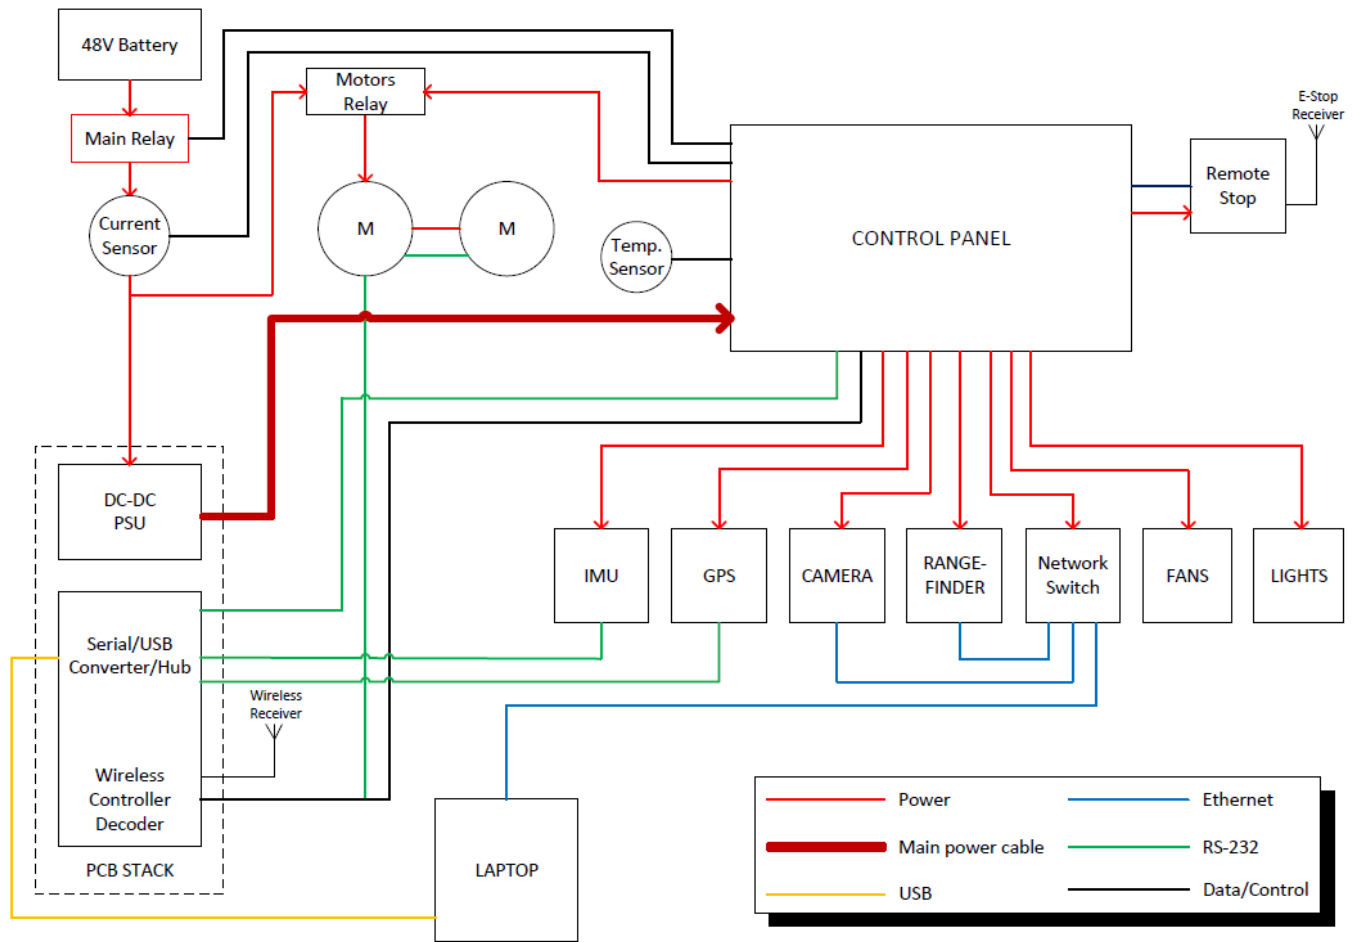 48V Battery
Main Relay
Current
Sensor
Motors
Relay
M
M
Temp.
Sensor
CONTROL PANEL
Remote
Stop
E-Stop
Receiver
DC-DC
PSU
Serial/USB
Converter/Hub
Wireless
Receiver
Wireless
Controller
Decoder
PCB STACK
IMU
GPS
CAMERA
RANGE-
FINDER
Network
Switch
FANS
LIGHTS
LAPTOP
Power
Main power cable
USB
Ethernet
RS-232
Data/Control